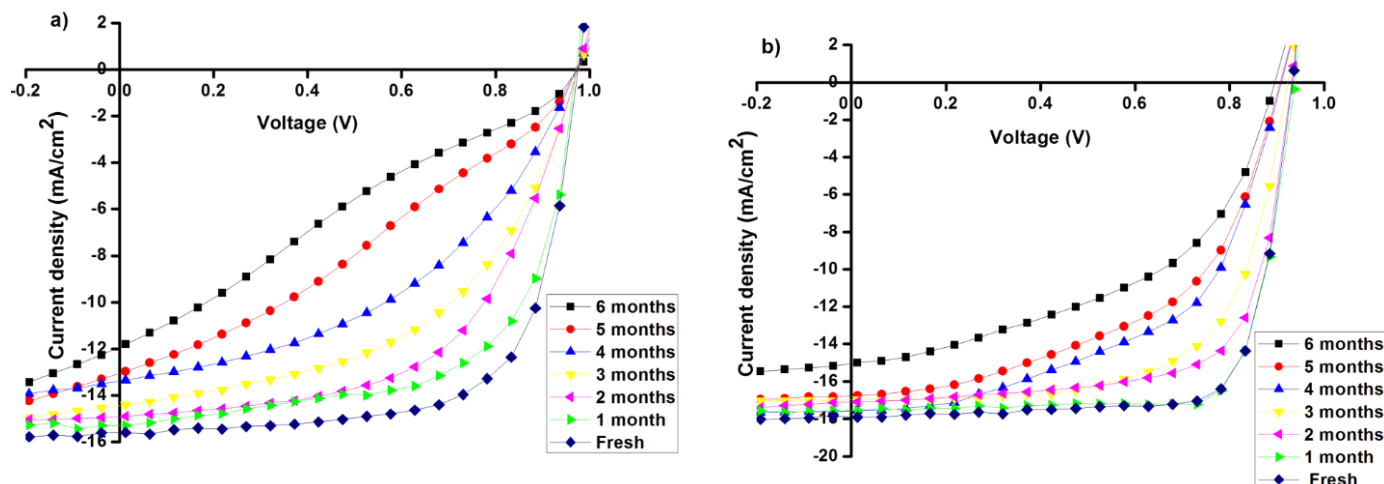 a)
2
0
-0.2
0.0
0.2
0.4
0.6
0.8
1.0
Voltage (V)
-2
-4
-6
-8
-10
-12
-14
-16
Current density (mA/cm²)
6 months
5 months
4 months
3 months
2 months
1 month
Fresh
b)
2
0
-0.2
0.0
0.2
0.4
0.6
0.8
1.0
Voltage (V)
-2
-4
-6
-8
-10
-12
-14
-16
-18
-20
Current density (mA/cm²)
6 months
5 months
4 months
3 months
2 months
1 month
Fresh